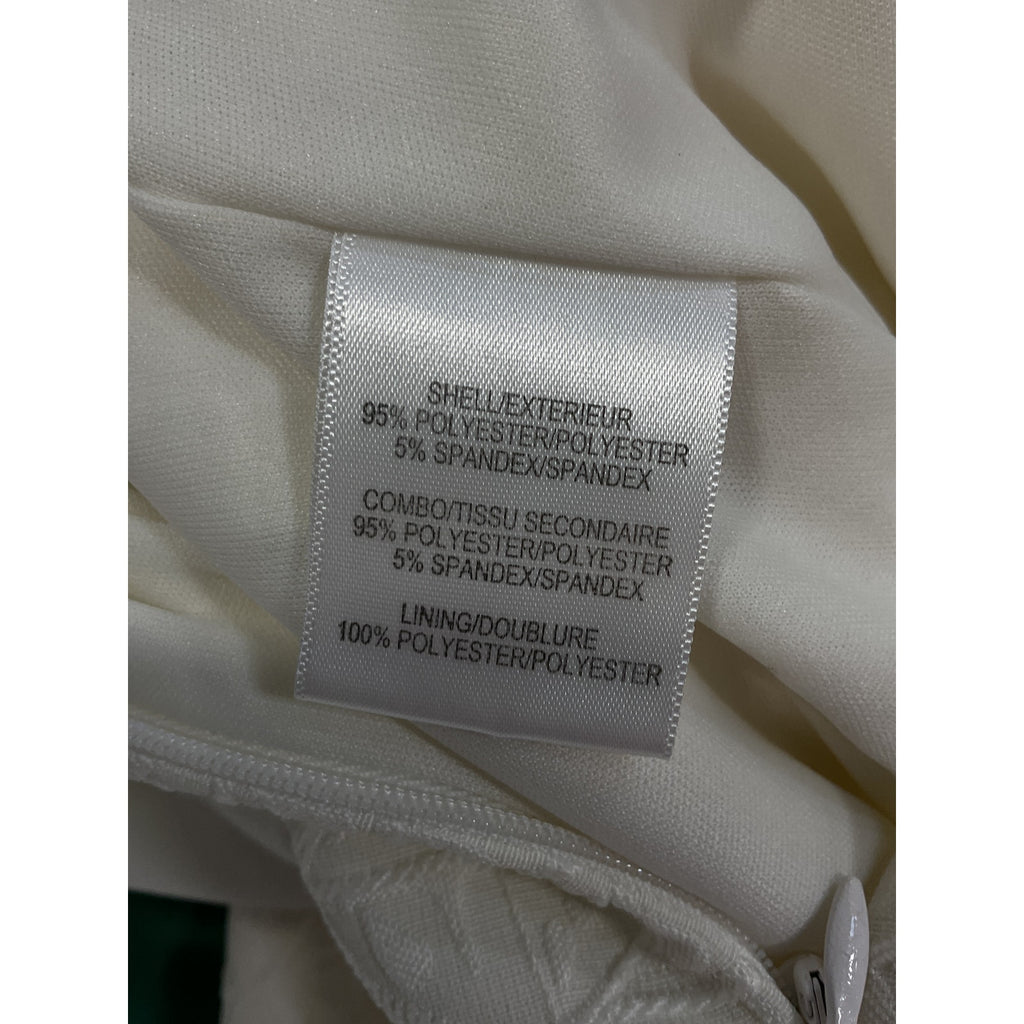 SHELL/EXTERIEUR
95% POLYESTER/POLYESTER
5% SPANDEX/SPANDEX
COMBO/TISSU SECONDAIRE
95% POLYESTER/POLYESTER
5% SPANDEX/SPANDEX
LINING/DOUBLURE
100% POLYESTER/POLYESTER